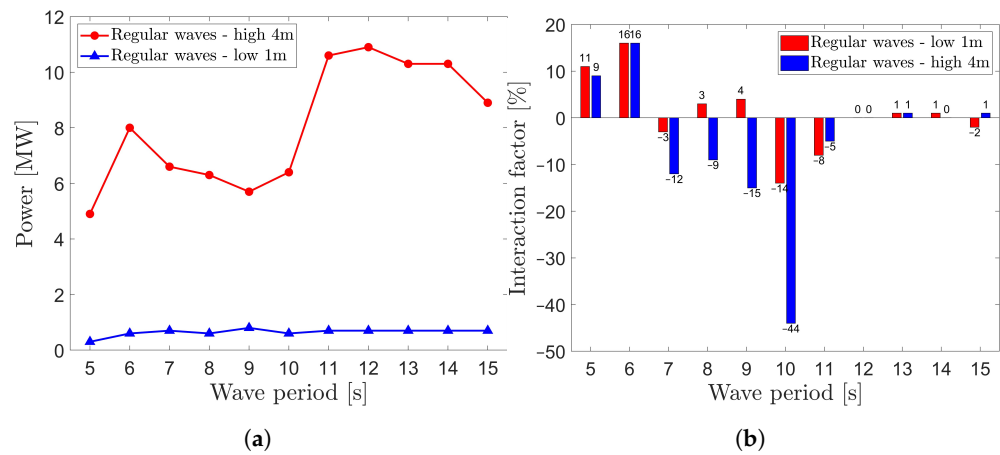 12
10
8
6
4
2
0
Power [MW]
Regular waves - high 4m
Regular waves - low 1m
5 6 7 8 9 10 11 12 13 14 15
Wave period [s]
(a)
20
10
0
−10
−20
−30
−40
−50
Interaction factor [%]
Regular waves - low 1m
Regular waves - high 4m
11 9 16 16 −3 −12 3 −9 4 −15 −14 −44 −8 −5 0 0 1 1 1 0 −2 1
5 6 7 8 9 10 11 12 13 14 15
Wave period [s]
(b)